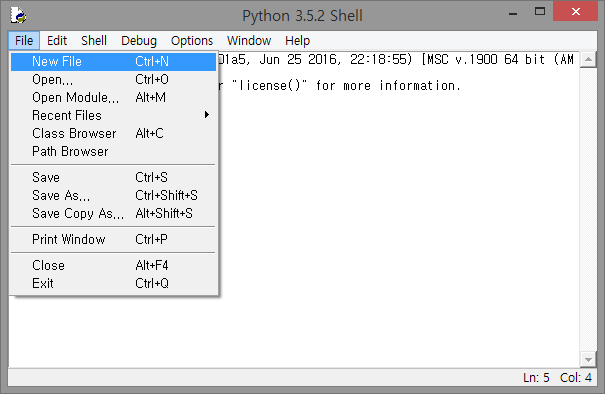 Python 3.5.2 Shell
File Edit Shell Debug Options Window Help
New File Ctrl+N
Open... Ctrl+O
Open Module... Alt+M
Recent Files
Class Browser Alt+C
Path Browser
Save Ctrl+S
Save As... Ctrl+Shift+S
Save Copy As... Alt+Shift+S
Print Window Ctrl+P
Close Alt+F4
Exit Ctrl+Q
1a5, Jun 25 2016, 22:18:55) [MSC v.1900 64 bit (AM
r "license()" for more information.
Ln: 5 Col: 4